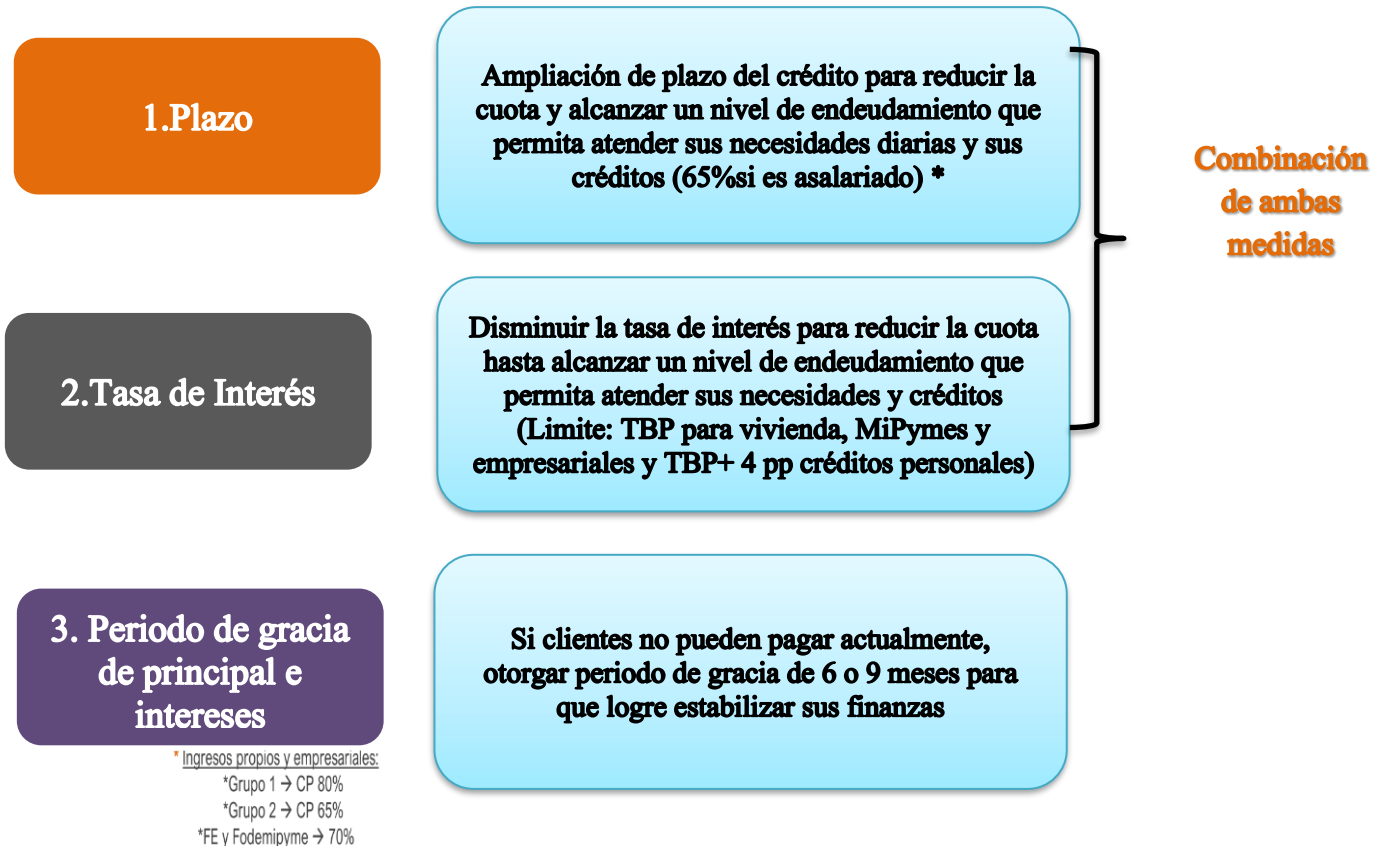 1.Plazo
Ampliación de plazo del crédito para reducir la
cuota y alcanzar un nivel de endeudamiento que
permita atender sus necesidades diarias y sus
créditos (65%si es asalariado) *
Combinación
de ambas
medidas
2.Tasa de Interés
Disminuir la tasa de interés para reducir la cuota
hasta alcanzar un nivel de endeudamiento que
permita atender sus necesidades y créditos
(Limite: TBP para vivienda, MiPymes y
empresariales y TBP+ 4 pp créditos personales)
3. Periodo de gracia
de principal e
intereses
Si clientes no pueden pagar actualmente,
otorgar periodo de gracia de 6 o 9 meses para
que logre estabilizar sus finanzas
* Ingresos propios y empresariales:
*Grupo 1 → CP 80%
*Grupo 2 → CP 65%
*FE y Fodemipyme → 70%